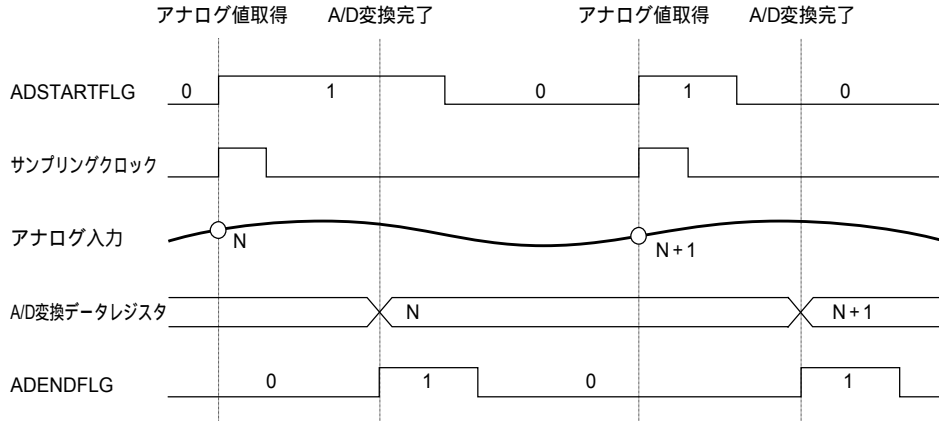 アナログ値取得 A/D変換完了 アナログ値取得 A/D変換完了
ADSTARTFLG 0 1 0 1 0
サンプリングクロック
アナログ入力 N N+1
A/D変換データレジスタ N N+1
ADENDFLG 0 1 0 1